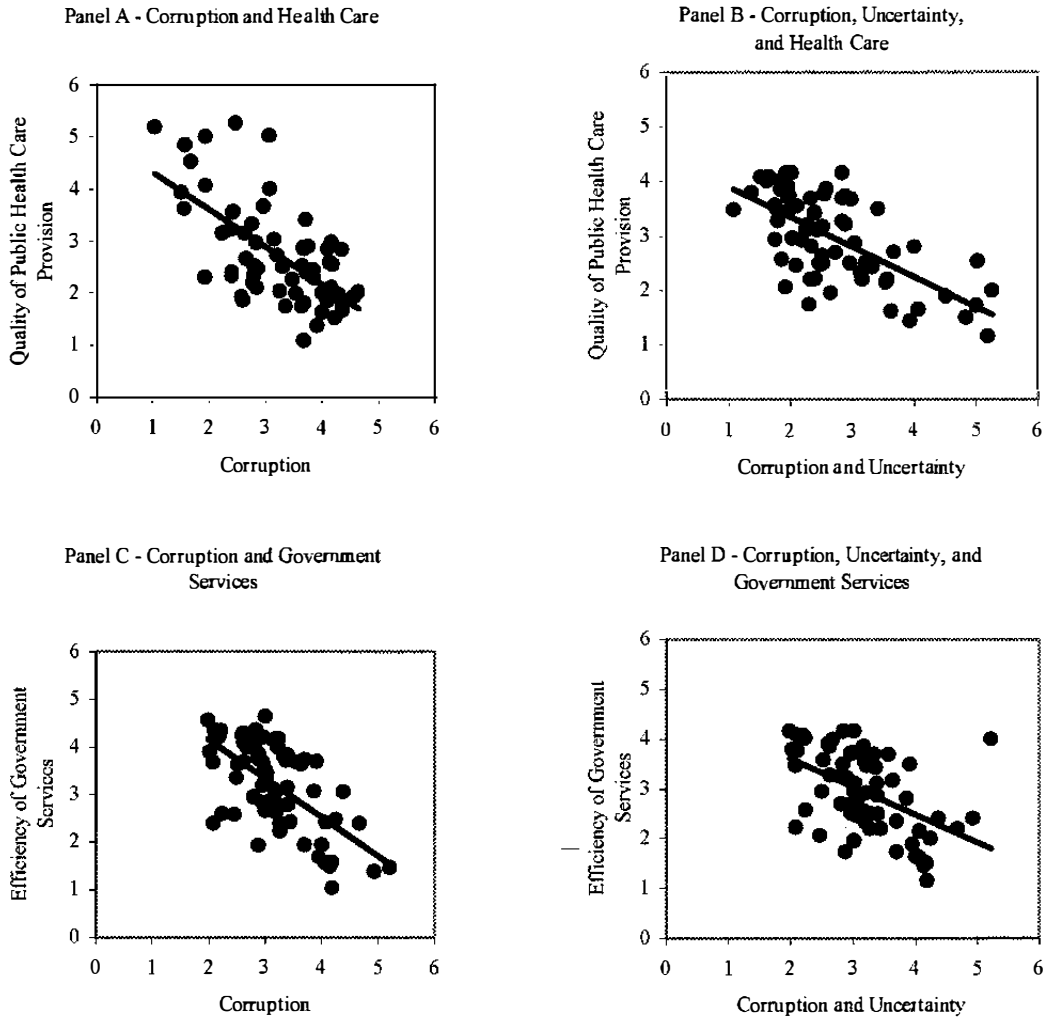 Panel A - Corruption and Health Care
6
5
4
3
2
1
0
0 1 2 3 4 5 6
Quality of Public Health Care
Provision
Corruption
Panel B - Corruption, Uncertainty,
and Health Care
6
5
4
3
2
1
0
0 1 2 3 4 5 6
Quality of Public Health Care
Provision
Corruption and Uncertainty
Panel C - Corruption and Government
Services
6
5
4
3
2
1
0
0 1 2 3 4 5 6
Efficiency of Government
Services
Corruption
Panel D - Corruption, Uncertainty, and
Government Services
6
5
4
3
2
1
0
0 1 2 3 4 5 6
Efficiency of Government
Services
Corruption and Uncertainty